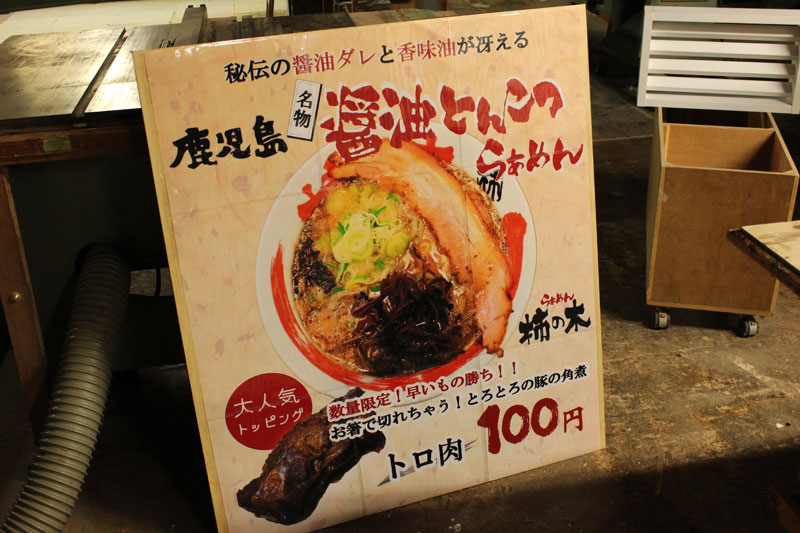 秘伝の醤油ダレと香味油が冴える
名物
鹿児島
醤油とんこつ
らぁめん
らぁめん
柿の木
大人気
トッピング
数量限定！早いもの勝ち！！
お箸で切れちゃう！とろとろの豚の角煮
トロ肉
100円